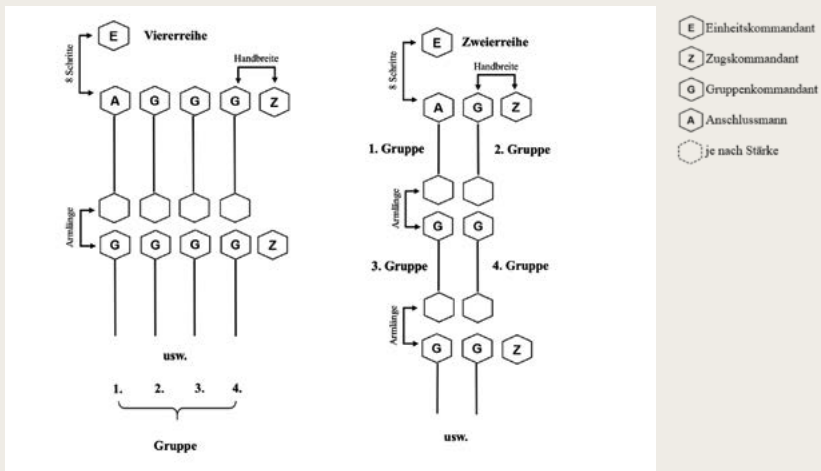 E Viererreihe
8 Schritte
Handbreite
A G G G Z
Armlänge
G G G G Z
usw.
1. 2. 3. 4.
Gruppe
E Zweierreihe
8 Schritte
Handbreite
A G Z
1. Gruppe 2. Gruppe
Armlänge
G G
3. Gruppe 4. Gruppe
Armlänge
G G Z
usw.
E Einheitskommandant
Z Zugskommandant
G Gruppenkommandant
A Anschlussmann
je nach Stärke